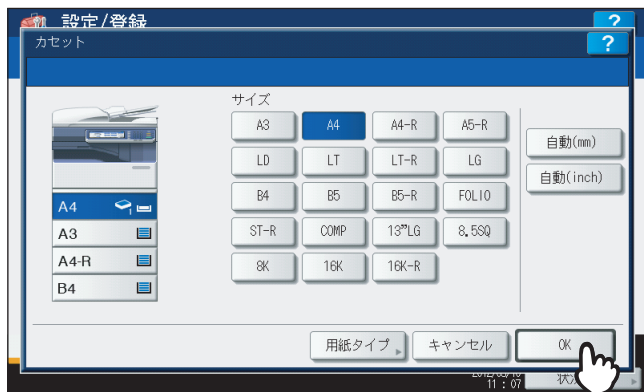 設定/登録
?
カセット
?
サイズ
A3 A4 A4-R A5-R
LD LT LT-R LG
B4 B5 B5-R FOLIO
ST-R COMP 13"LG 8.5SQ
8K 16K 16K-R
自動(mm)
自動(inch)
A4 1
A3
A4-R
B4
用紙タイプ キャンセル OK
11 : 07